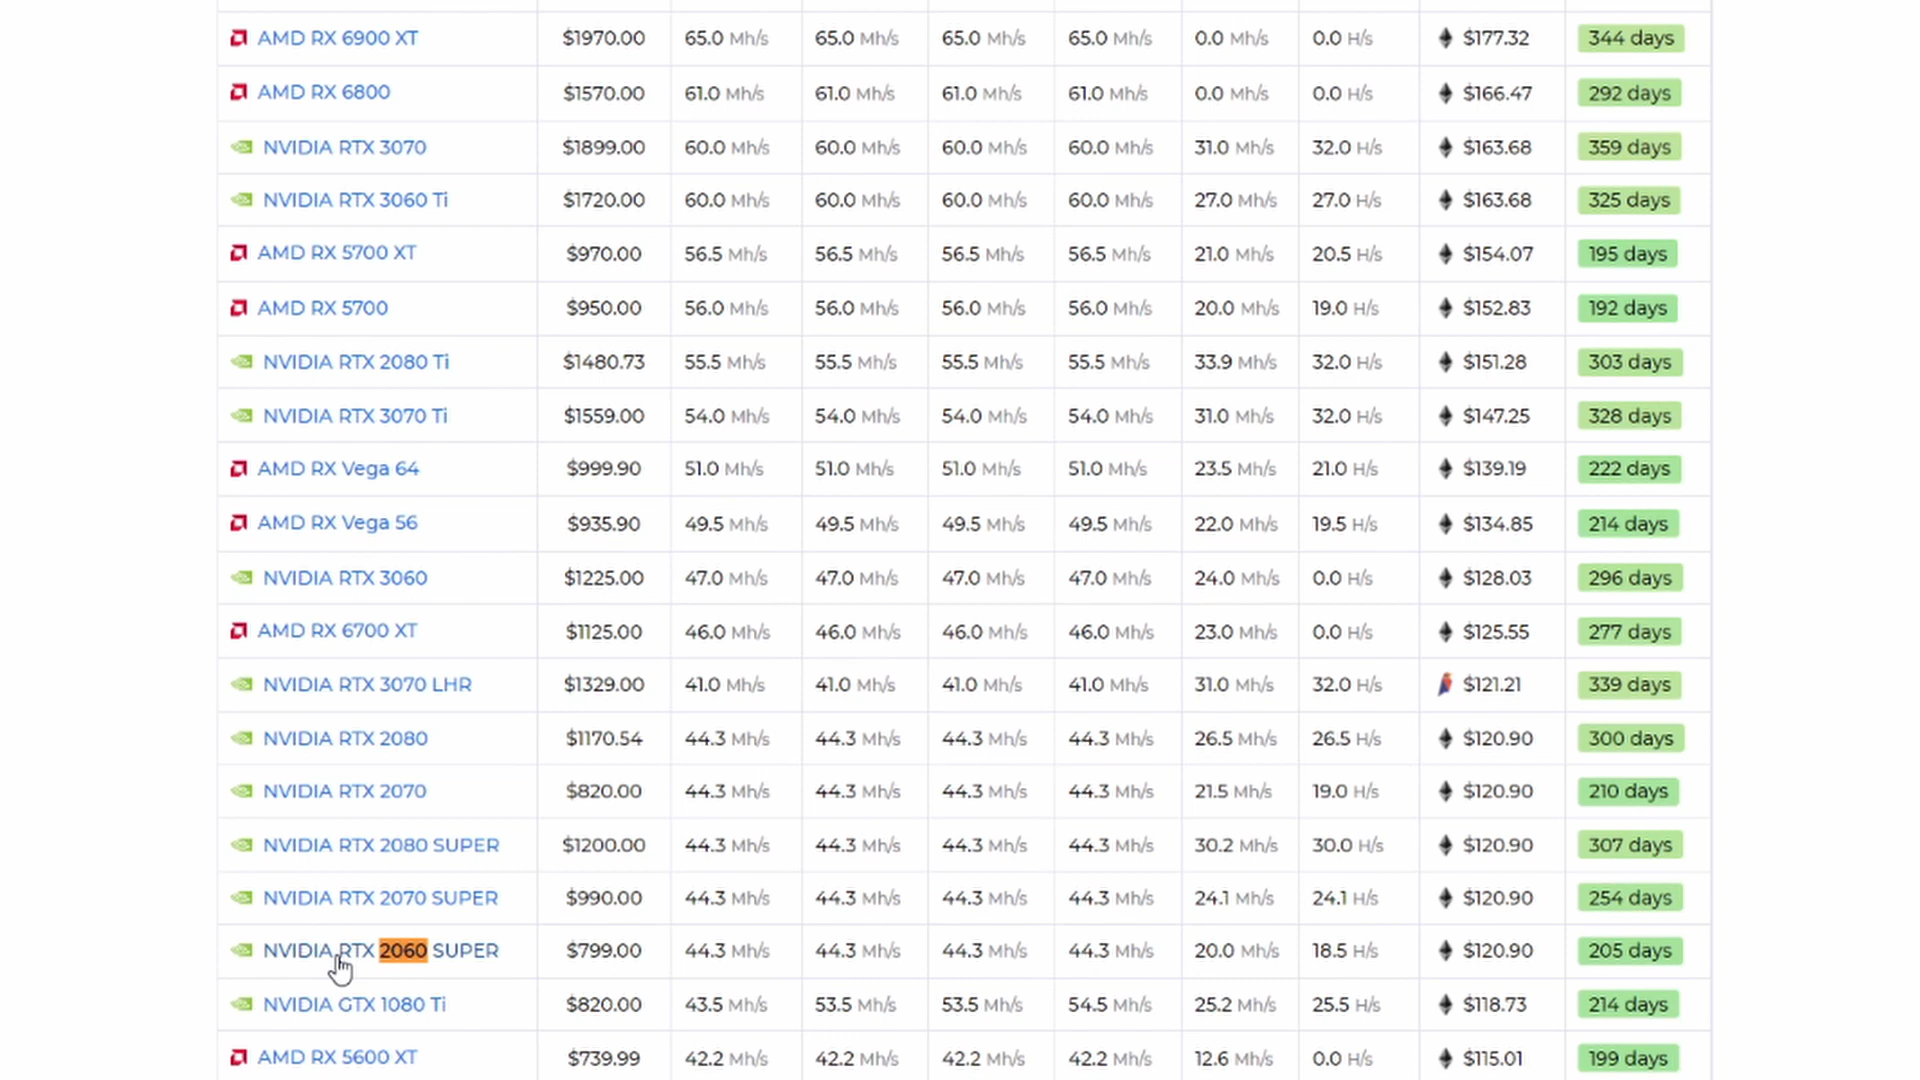 AMD RX 6900 XT $1970.00 65.0 Mh/s 65.0 Mh/s 65.0 Mh/s 65.0 Mh/s 0.0 Mh/s 0.0 H/s $177.32 344 days
AMD RX 6800 $1570.00 61.0 Mh/s 61.0 Mh/s 61.0 Mh/s 61.0 Mh/s 0.0 Mh/s 0.0 H/s $166.47 292 days
NVIDIA RTX 3070 $1899.00 60.0 Mh/s 60.0 Mh/s 60.0 Mh/s 60.0 Mh/s 31.0 Mh/s 32.0 H/s $163.68 359 days
NVIDIA RTX 3060 Ti $1720.00 60.0 Mh/s 60.0 Mh/s 60.0 Mh/s 60.0 Mh/s 27.0 Mh/s 27.0 H/s $163.68 325 days
AMD RX 5700 XT $970.00 56.5 Mh/s 56.5 Mh/s 56.5 Mh/s 56.5 Mh/s 21.0 Mh/s 20.5 H/s $154.07 195 days
AMD RX 5700 $950.00 56.0 Mh/s 56.0 Mh/s 56.0 Mh/s 56.0 Mh/s 20.0 Mh/s 19.0 H/s $152.83 192 days
NVIDIA RTX 2080 Ti $1480.73 55.5 Mh/s 55.5 Mh/s 55.5 Mh/s 55.5 Mh/s 33.9 Mh/s 32.0 H/s $151.28 303 days
NVIDIA RTX 3070 Ti $1559.00 54.0 Mh/s 54.0 Mh/s 54.0 Mh/s 54.0 Mh/s 31.0 Mh/s 32.0 H/s $147.25 328 days
AMD RX Vega 64 $999.90 51.0 Mh/s 51.0 Mh/s 51.0 Mh/s 51.0 Mh/s 23.5 Mh/s 21.0 H/s $139.19 222 days
AMD RX Vega 56 $935.90 49.5 Mh/s 49.5 Mh/s 49.5 Mh/s 49.5 Mh/s 22.0 Mh/s 19.5 H/s $134.85 214 days
NVIDIA RTX 3060 $1225.00 47.0 Mh/s 47.0 Mh/s 47.0 Mh/s 47.0 Mh/s 24.0 Mh/s 0.0 H/s $128.03 296 days
AMD RX 6700 XT $1125.00 46.0 Mh/s 46.0 Mh/s 46.0 Mh/s 46.0 Mh/s 23.0 Mh/s 0.0 H/s $125.55 277 days
NVIDIA RTX 3070 LHR $1329.00 41.0 Mh/s 41.0 Mh/s 41.0 Mh/s 41.0 Mh/s 31.0 Mh/s 32.0 H/s $121.21 339 days
NVIDIA RTX 2080 $1170.54 44.3 Mh/s 44.3 Mh/s 44.3 Mh/s 44.3 Mh/s 26.5 Mh/s 26.5 H/s $120.90 300 days
NVIDIA RTX 2070 $820.00 44.3 Mh/s 44.3 Mh/s 44.3 Mh/s 44.3 Mh/s 21.5 Mh/s 19.0 H/s $120.90 210 days
NVIDIA RTX 2080 SUPER $1200.00 44.3 Mh/s 44.3 Mh/s 44.3 Mh/s 44.3 Mh/s 30.2 Mh/s 30.0 H/s $120.90 307 days
NVIDIA RTX 2070 SUPER $990.00 44.3 Mh/s 44.3 Mh/s 44.3 Mh/s 44.3 Mh/s 24.1 Mh/s 24.1 H/s $120.90 254 days
NVIDIA RTX 2060 SUPER $799.00 44.3 Mh/s 44.3 Mh/s 44.3 Mh/s 44.3 Mh/s 20.0 Mh/s 18.5 H/s $120.90 205 days
NVIDIA GTX 1080 Ti $820.00 43.5 Mh/s 53.5 Mh/s 53.5 Mh/s 54.5 Mh/s 25.2 Mh/s 25.5 H/s $118.73 214 days
AMD RX 5600 XT $739.99 42.2 Mh/s 42.2 Mh/s 42.2 Mh/s 42.2 Mh/s 12.6 Mh/s 0.0 H/s $115.01 199 days